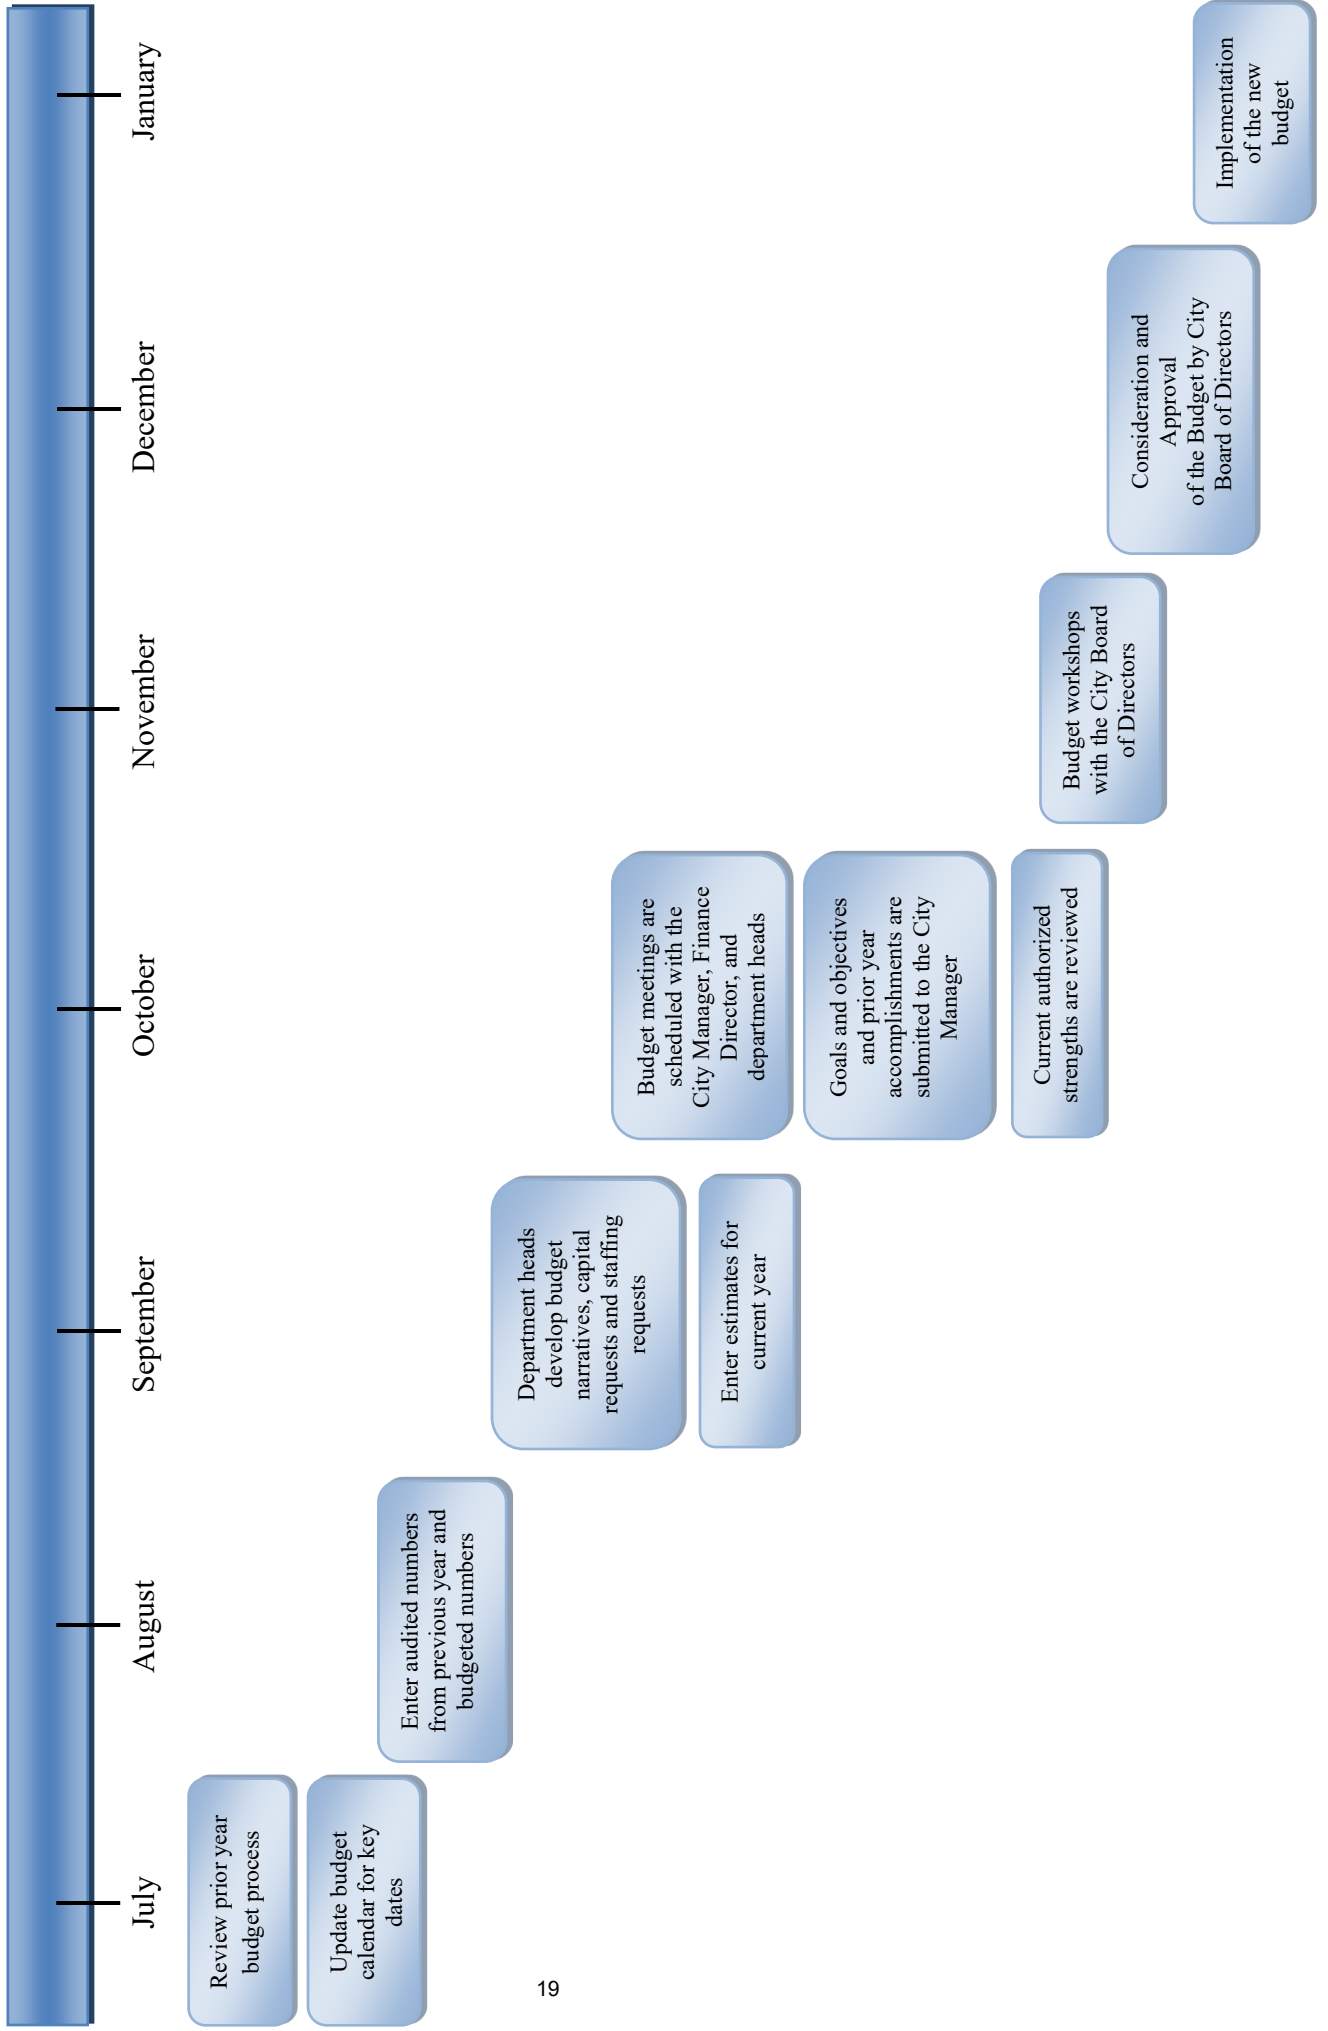 July
August
September
October
November
December
January
Review prior year
budget process
Update budget
calendar for key
dates
Enter audited numbers
from previous year and
budgeted numbers
Department heads
develop budget
narratives, capital
requests and staffing
requests
Enter estimates for
current year
Budget meetings are
scheduled with the
City Manager, Finance
Director, and
department heads
Goals and objectives
and prior year
accomplishments are
submitted to the City
Manager
Current authorized
strengths are reviewed
Budget workshops
with the City Board
of Directors
Consideration and
Approval
of the Budget by City
Board of Directors
Implementation
of the new
budget
19